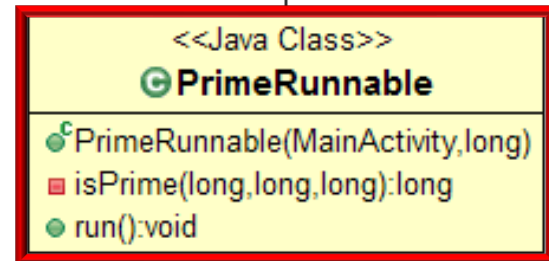 <<Java Class>>
C PrimeRunnable
C PrimeRunnable(MainActivity,long)
isPrime(long,long,long):long
run():void